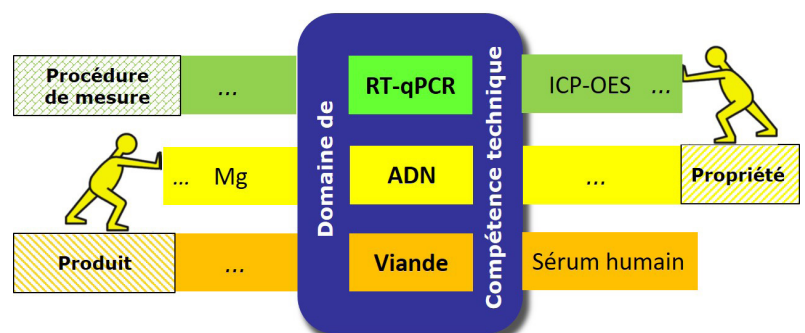 Procédure
de mesure
...
RT-qPCR
ICP-OES ...
... Mg
ADN
...
Propriété
Produit
...
Viande
Sérum humain
Domaine de
Compétence technique